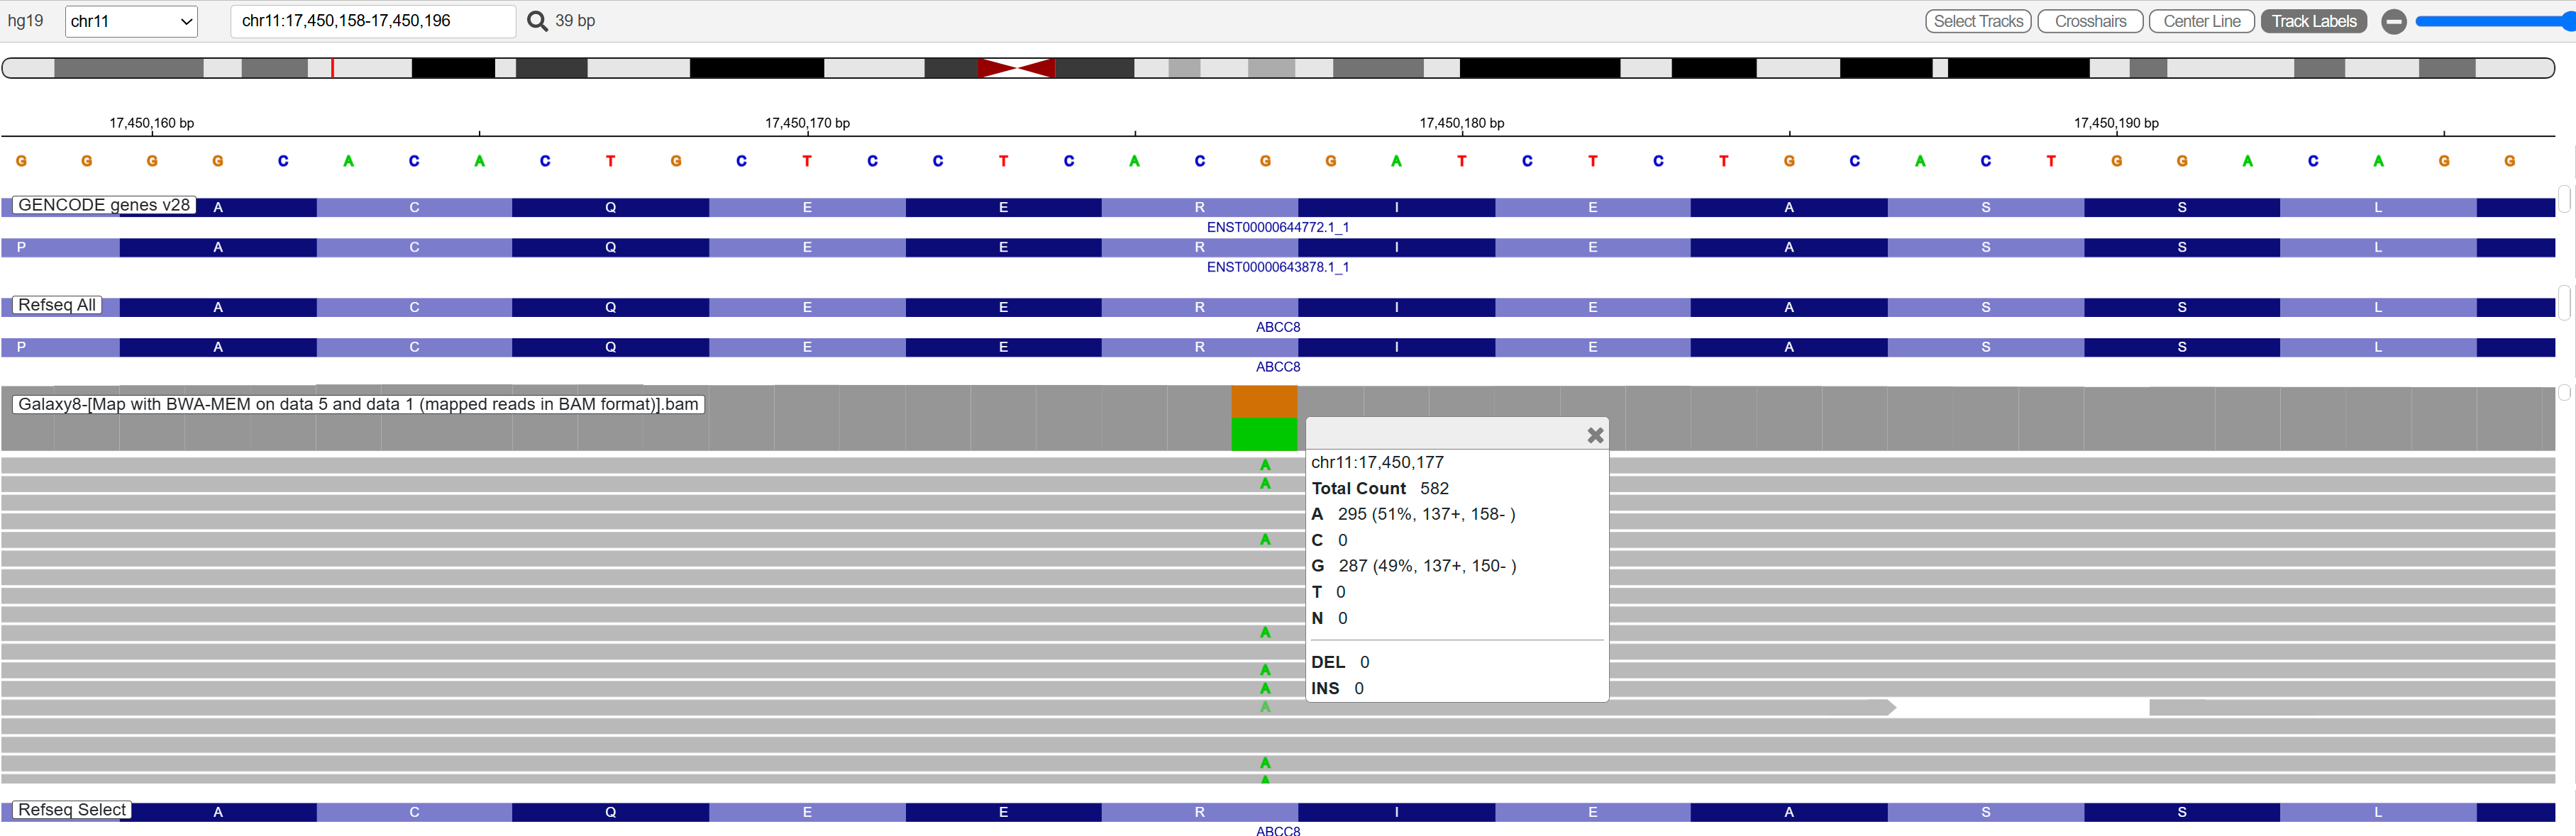 hg19 chr11 chr11:17,450,158-17,450,196 39 bp Select Tracks Crosshairs Center Line Track Labels
17,450,160 bp 17,450,170 bp 17,450,180 bp 17,450,190 bp
G G G G C A C A C T G C T C C T C A C G G A T C T C T G C A C T G G A C A G G
GENCODE genes v28 A C Q E E R I E A S S L
ENST00000644772.1_1
P A C Q E E R I E A S S L
ENST00000643878.1_1
Refseq All A C Q E E R I E A S S L
ABCC8
P A C Q E E R I E A S S L
ABCC8
Galaxy8-[Map with BWA-MEM on data 5 and data 1 (mapped reads in BAM format)].bam
chr11:17,450,177
Total Count 582
A 295 (51%, 137+, 158- )
C 0
G 287 (49%, 137+, 150- )
T 0
N 0
DEL 0
INS 0
A
A
A
A
A
A
A
A
A
Refseq Select A C Q E E R I E A S S L
ABCC8